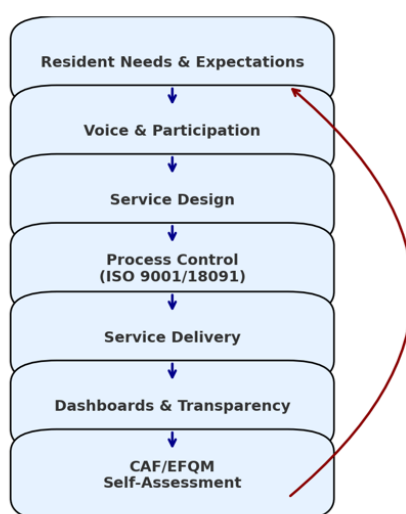 Resident Needs & Expectations
Voice & Participation
Service Design
Process Control
(ISO 9001/18091)
Service Delivery
Dashboards & Transparency
CAF/EFQM
Self-Assessment